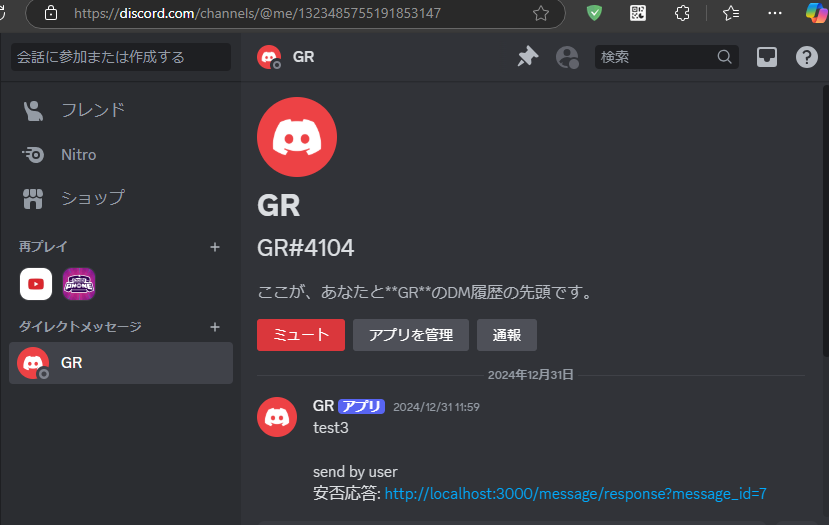 https://discord.com/channels/@me/1323485755191853147
会話に参加または作成する
GR
検索
フレンド
Nitro
ショップ
再プレイ
ダイレクトメッセージ
GR
GR
GR#4104
ここが、あなたと**GR**のDM履歴の先頭です。
ミュート アプリを管理 通報
2024年12月31日
GR アプリ 2024/12/31 11:59
test3
send by user
安否応答: http://localhost:3000/message/response?message_id=7